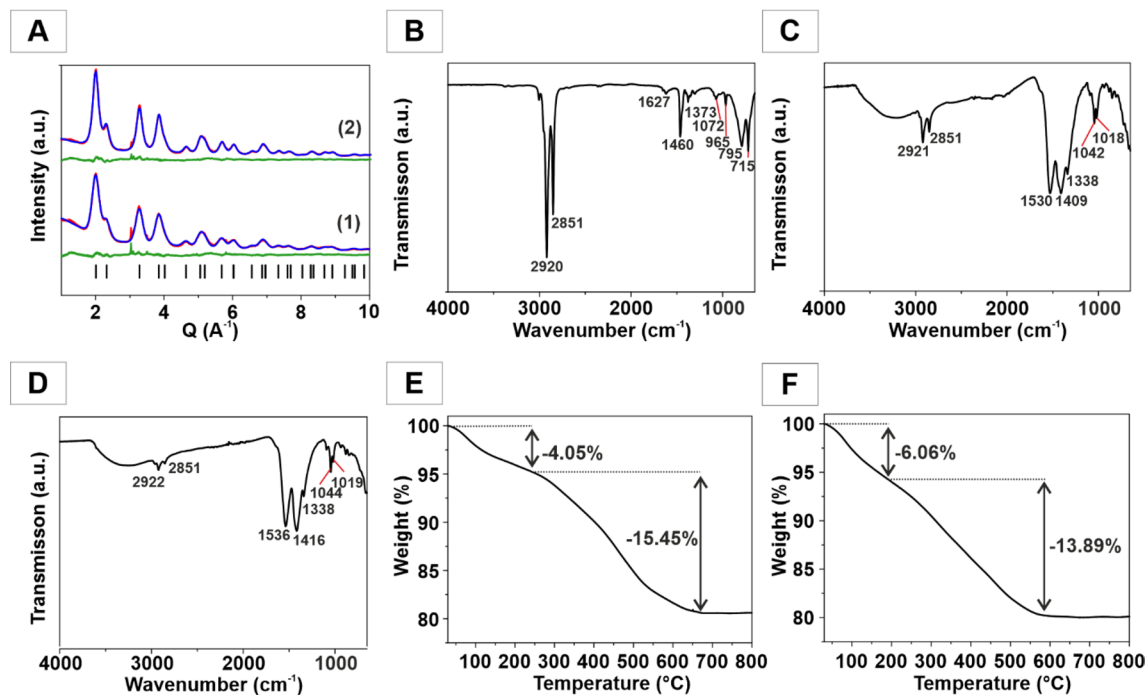 A
Intensity (a.u.)
(2)
(1)
2 4 6 8 10
Q (A⁻¹)
B
Transmisson (a.u.)
1627
1373
1072
1460
965
795
715
2851
2920
4000 3000 2000 1000
Wavenumber (cm⁻¹)
C
Transmisson (a.u.)
2851
2921
1018
1042
1338
1530 1409
4000 3000 2000 1000
Wavenumber (cm⁻¹)
D
Transmisson (a.u.)
2922 2851
1019
1044
1338
1536 1416
4000 3000 2000 1000
Wavenumber (cm⁻¹)
E
Weight (%)
100
95
90
85
80
-4.05%
-15.45%
100 200 300 400 500 600 700 800
Temperature (°C)
F
Weight (%)
100
95
90
85
80
-6.06%
-13.89%
100 200 300 400 500 600 700 800
Temperature (°C)